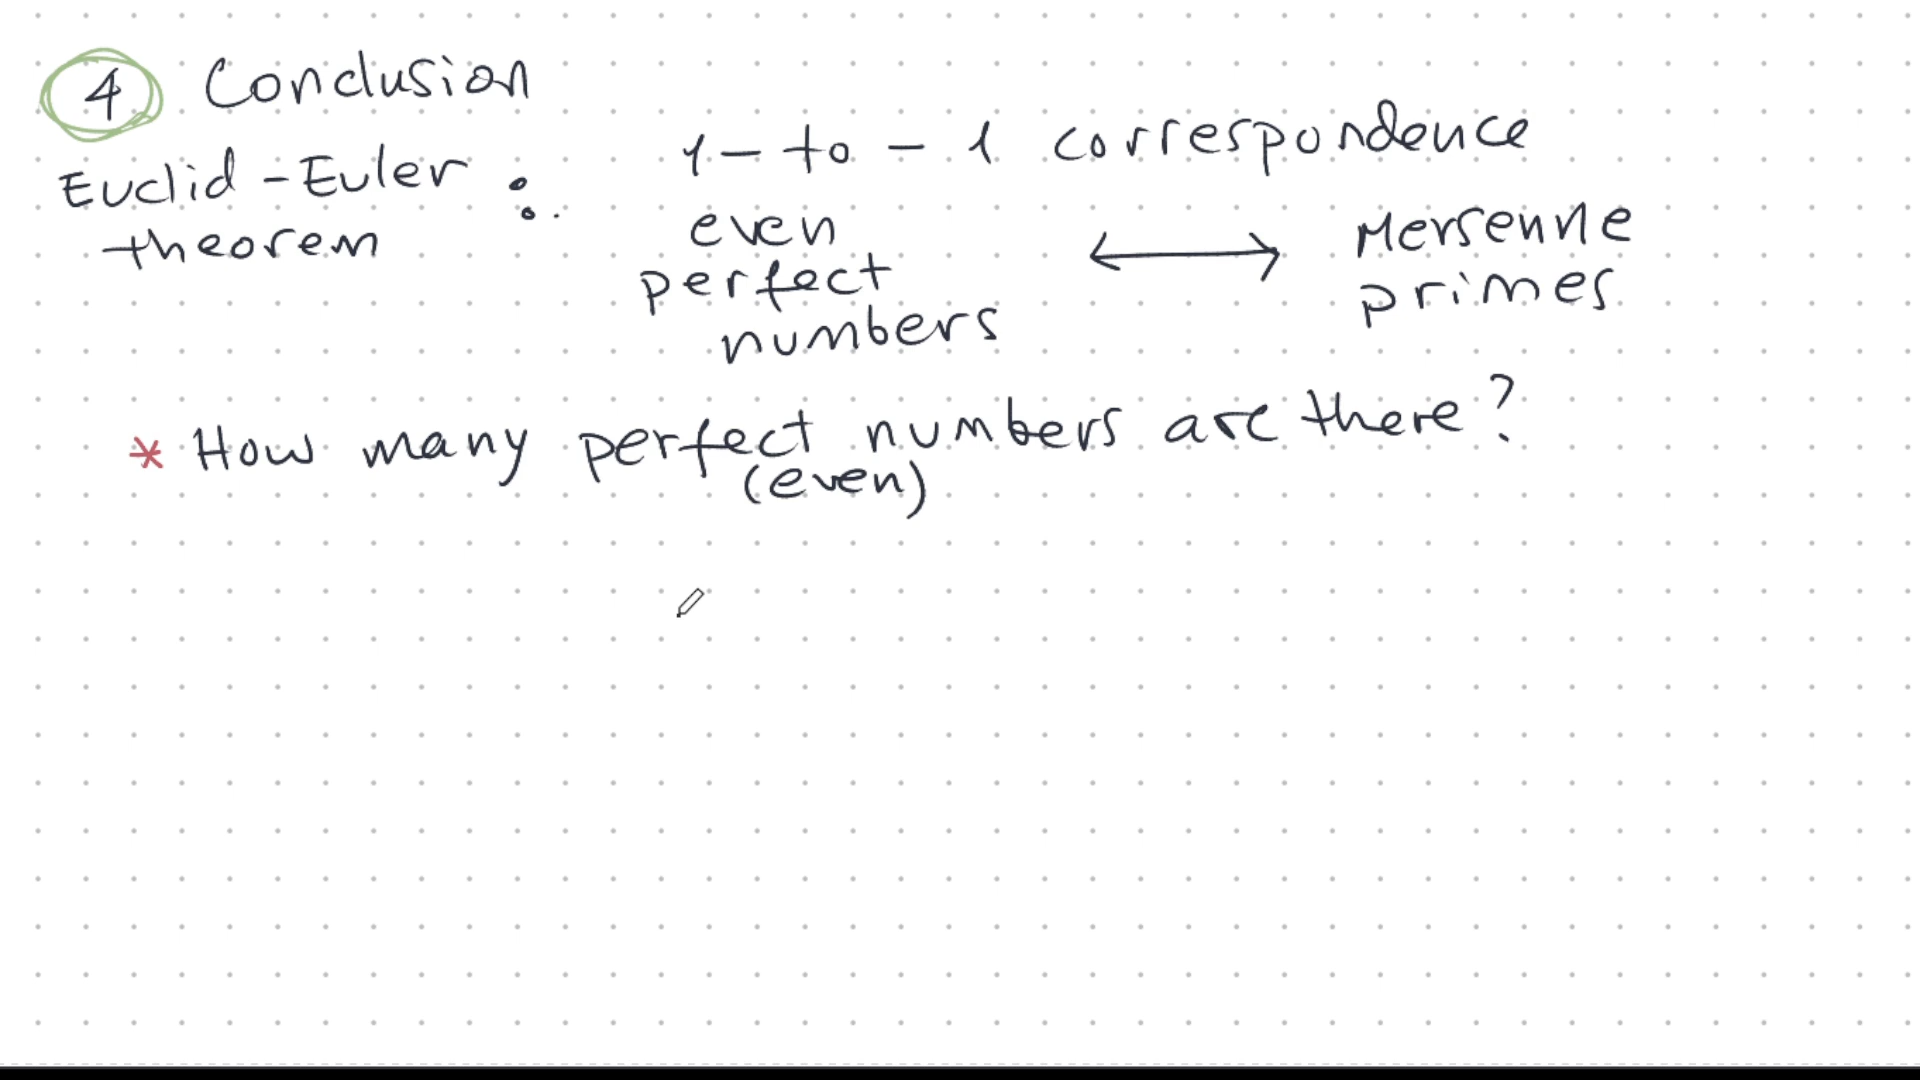 4 Conclusion
Euclid-Euler theorem :
1-to-1 correspondence
even perfect numbers ⟷ Mersenne primes
* How many perfect numbers are there?
(even)